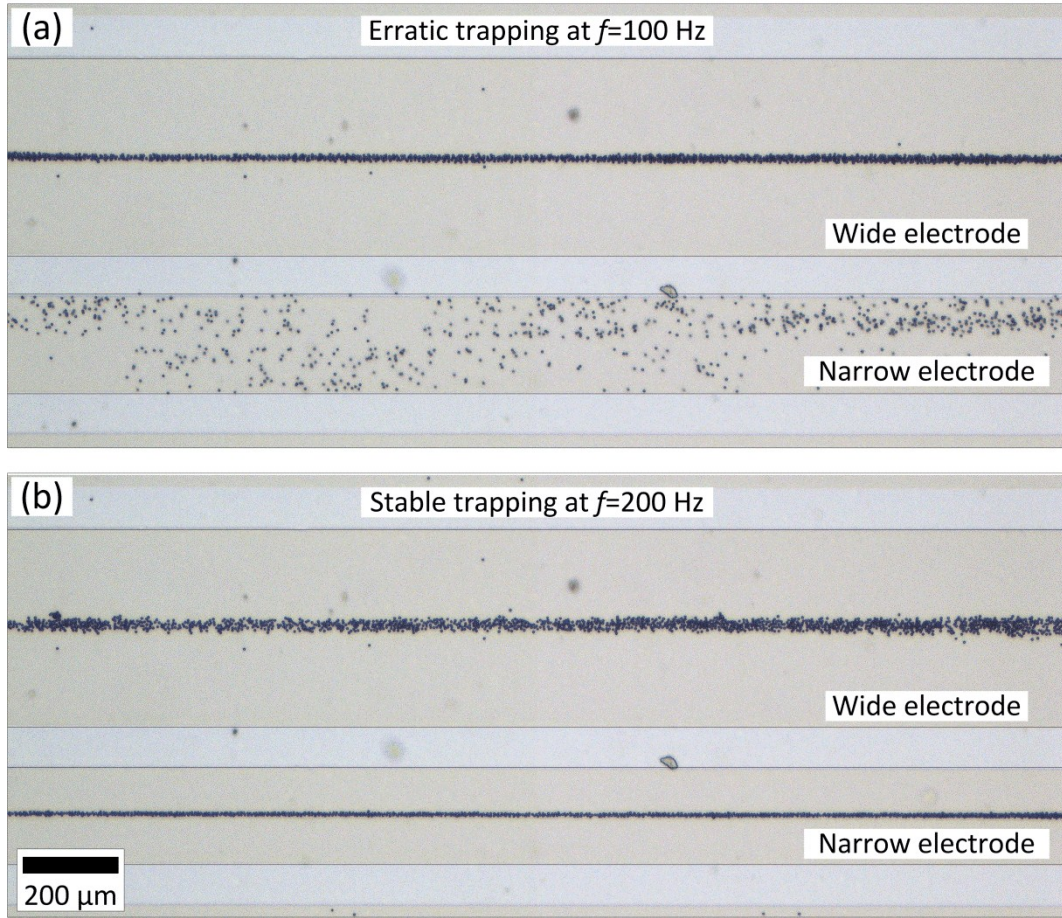 (a)
Erratic trapping at f=100 Hz
Wide electrode
Narrow electrode
(b)
Stable trapping at f=200 Hz
Wide electrode
Narrow electrode
200 μm